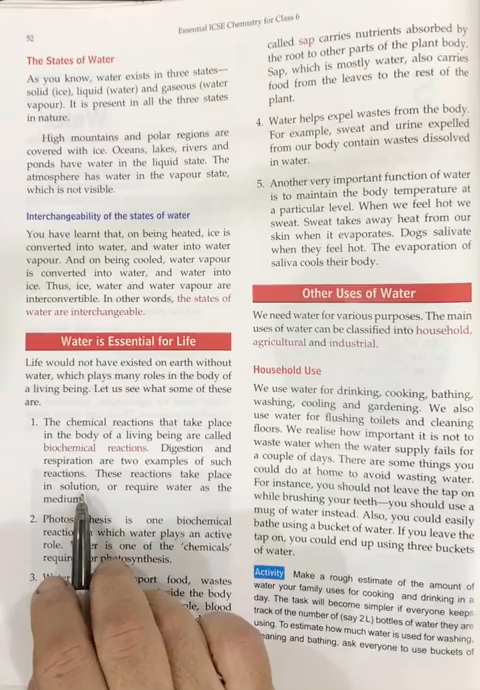 52
Essential ICSE Chemistry for Class 6
The States of Water
As you know, water exists in three states—
solid (ice), liquid (water) and gaseous (water
vapour). It is present in all the three states
in nature.
High mountains and polar regions are
covered with ice. Oceans, lakes, rivers and
ponds have water in the liquid state. The
atmosphere has water in the vapour state,
which is not visible.
Interchangeability of the states of water
You have learnt that, on being heated, ice is
converted into water, and water into water
vapour. And on being cooled, water vapour
is converted into water, and water into
ice. Thus, ice, water and water vapour are
interconvertible. In other words, the states of
water are interchangeable.
Water is Essential for Life
Life would not have existed on earth without
water, which plays many roles in the body of
a living being. Let us see what some of these
are.
1. The chemical reactions that take place
in the body of a living being are called
biochemical reactions. Digestion and
respiration are two examples of such
reactions. These reactions take place
in solution, or require water as the
medium
2. is one biochemical
which water plays an active
role. is one of the 'chemicals'
photosynthesis.
3. food, wastes
the body
blood
called sap carries nutrients absorbed by
the root to other parts of the plant body.
Sap, which is mostly water, also carries
food from the leaves to the rest of the
plant.
4. Water helps expel wastes from the body.
For example, sweat and urine expelled
from our body contain wastes dissolved
in water.
5. Another very important function of water
is to maintain the body temperature at
a particular level. When we feel hot we
sweat. Sweat takes away heat from our
skin when it evaporates. Dogs salivate
when they feel hot. The evaporation of
saliva cools their body.
Other Uses of Water
We need water for various purposes. The main
uses of water can be classified into household,
agricultural and industrial.
Household Use
We use water for drinking, cooking, bathing,
washing, cooling and gardening. We also
use water for flushing toilets and cleaning
floors. We realise how important it is not to
waste water when the water supply fails for
a couple of days. There are some things you
could do at home to avoid wasting water.
For instance, you should not leave the tap on
while brushing your teeth—you should use a
mug of water instead. Also, you could easily
bathe using a bucket of water. If you leave the
tap on, you could end up using three buckets
of water.
Activity Make a rough estimate of the amount of
water your family uses for cooking and drinking in a
day. The task will become simpler if everyone keeps
track of the number of (say 2 L) bottles of water they are
using. To estimate how much water is used for washing,
and bathing, ask everyone to use buckets of